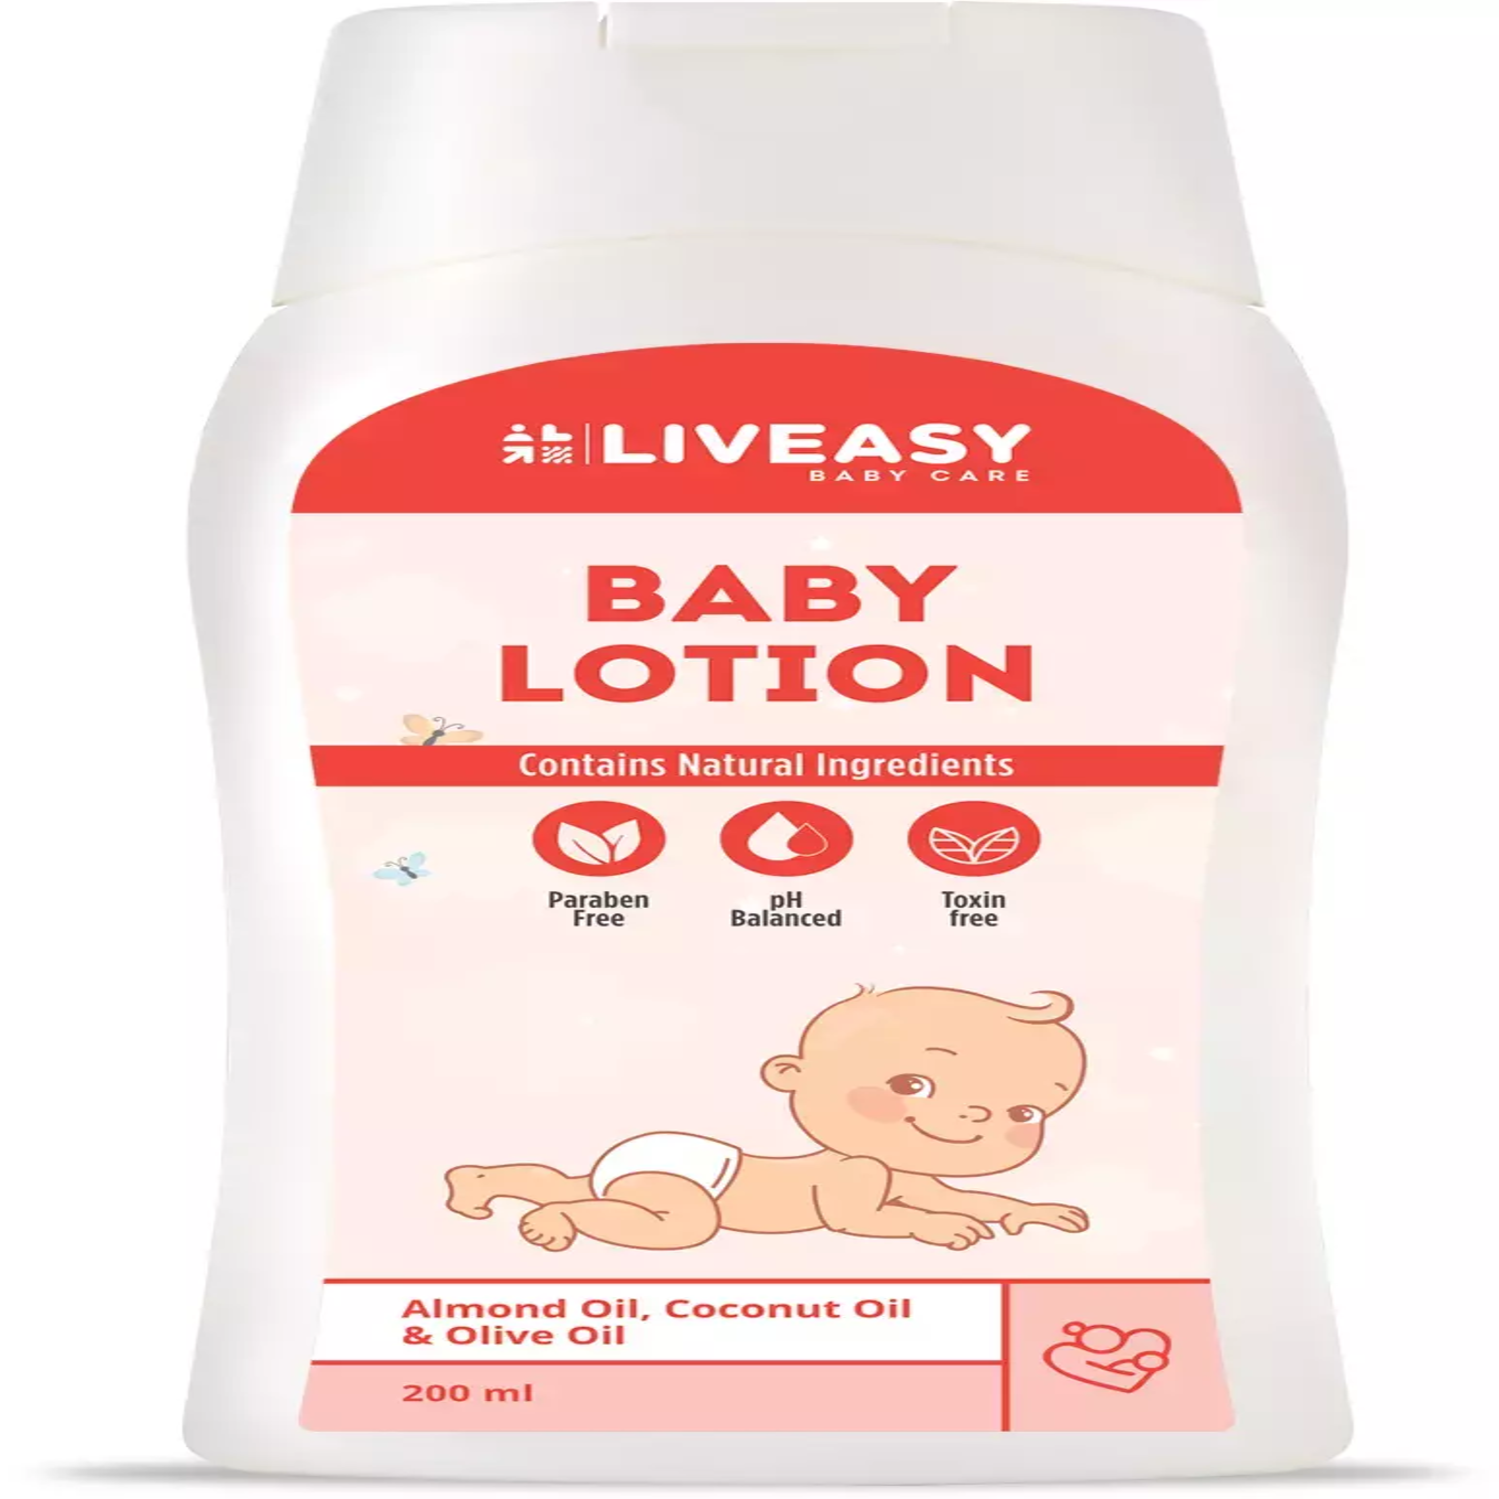 LIVEASY
BABY CARE
BABY
LOTION
Contains Natural Ingredients
Paraben
Free
pH
Balanced
Toxin
free
Almond Oil, Coconut Oil
& Olive Oil
200 ml